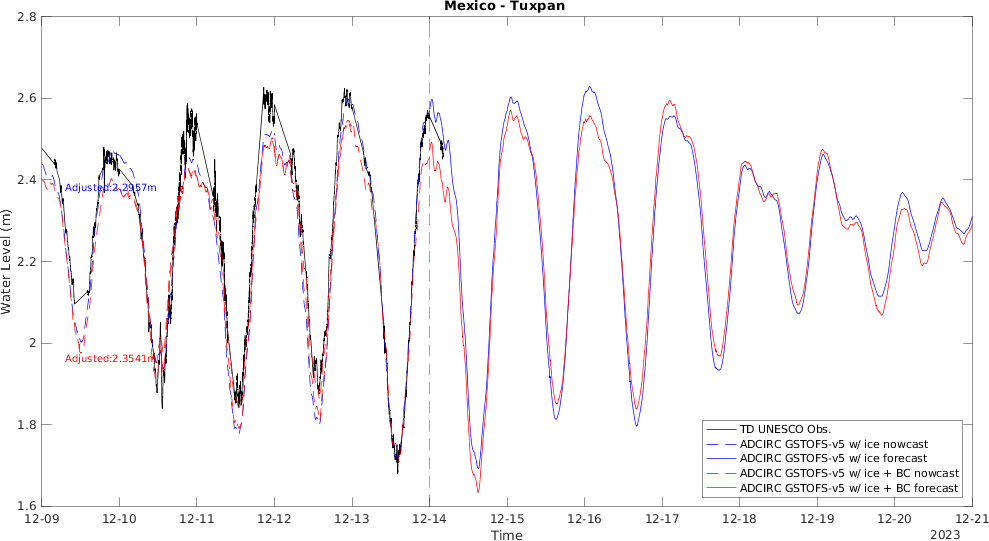 Mexico - Tuxpan
Water Level (m)
2.8
2.6
2.4
2.2
2
1.8
1.6
Adjusted:2.2957m
Adjusted:2.3541m
TD UNESCO Obs.
ADCIRC GSTOFS-v5 w/ ice nowcast
ADCIRC GSTOFS-v5 w/ ice forecast
ADCIRC GSTOFS-v5 w/ ice + BC nowcast
ADCIRC GSTOFS-v5 w/ ice + BC forecast
12-09 12-10 12-11 12-12 12-13 12-14 12-15 12-16 12-17 12-18 12-19 12-20 12-21
Time
2023